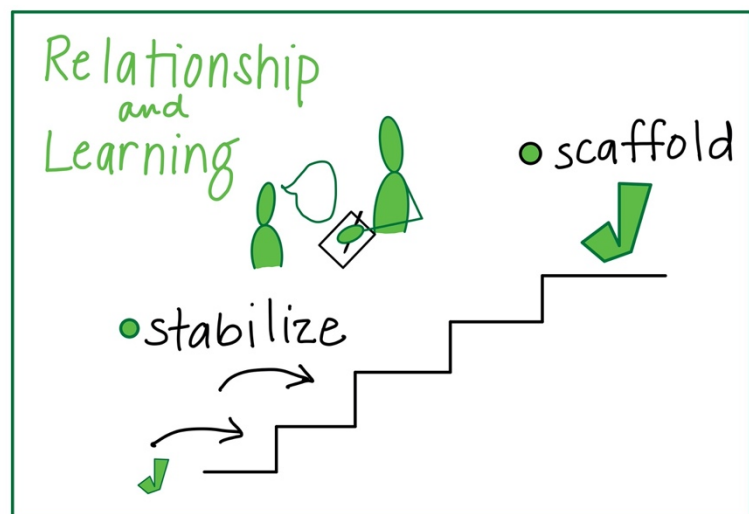 Relationship
and
Learning
• scaffold
• stabilize